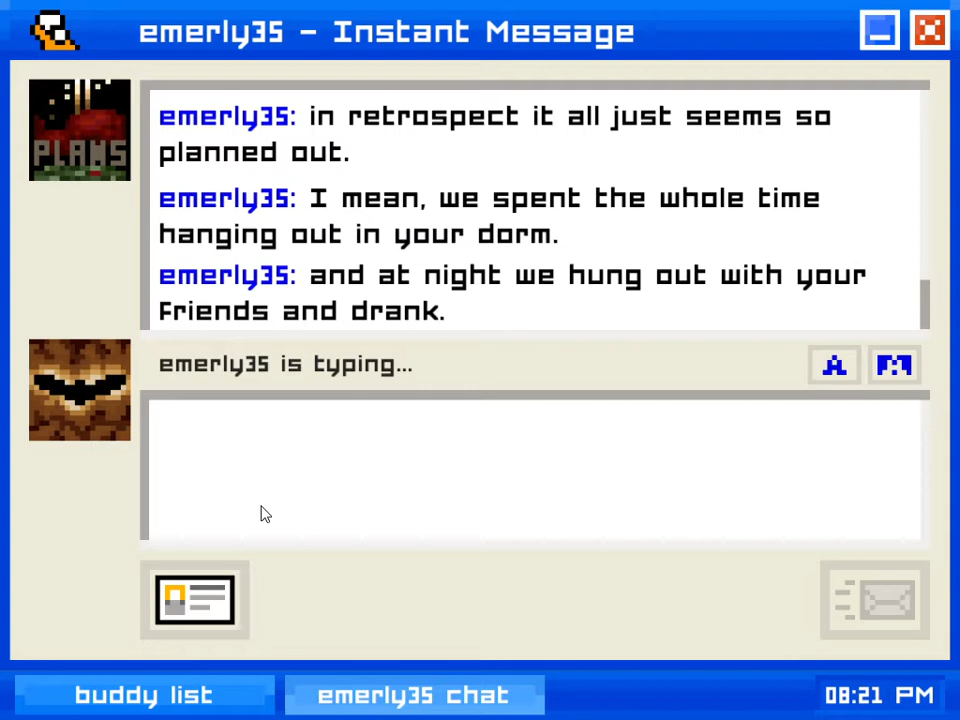 emerly35 - Instant Message
emerly35: in retrospect it all just seems so
planned out.
emerly35: I mean, we spent the whole time
hanging out in your dorm.
emerly35: and at night we hung out with your
friends and drank.
PLANS
emerly35 is typing...
A
buddy list
emerly35 chat
08:21 PM